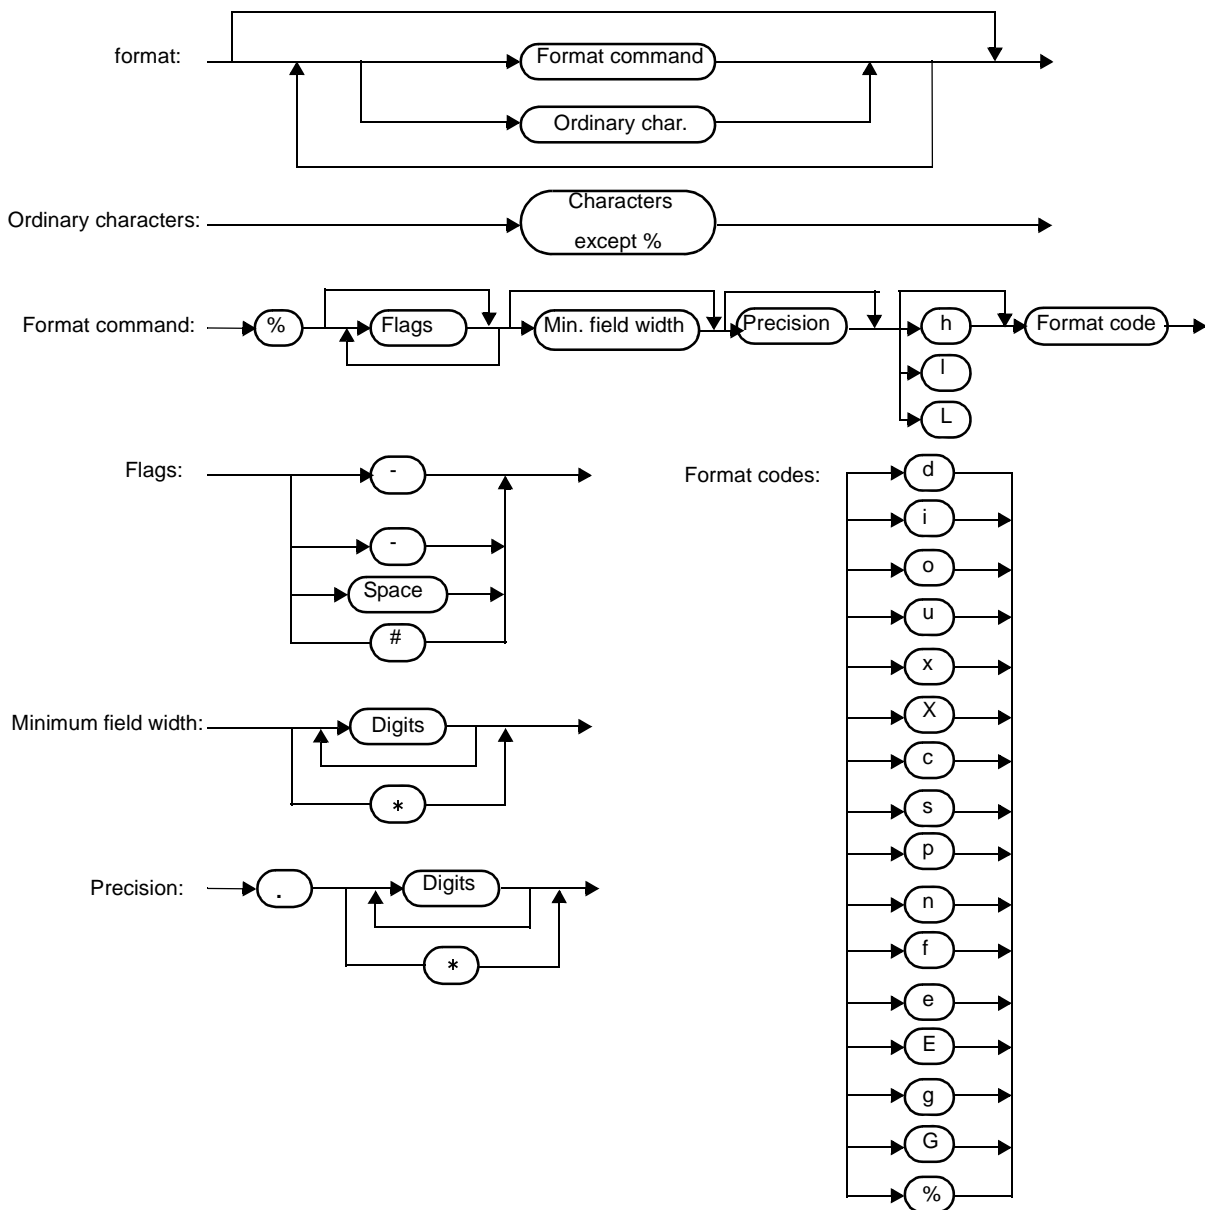 format:
Format command
Ordinary char.
Ordinary characters:
Characters
except %
Format command:
%
Flags
Min. field width
Precision
h
Format code
l
L
Flags:
-
-
Space
#
Format codes:
d
i
o
u
x
X
c
s
p
n
f
e
E
g
G
%
Minimum field width:
Digits
*
Precision:
.
Digits
*